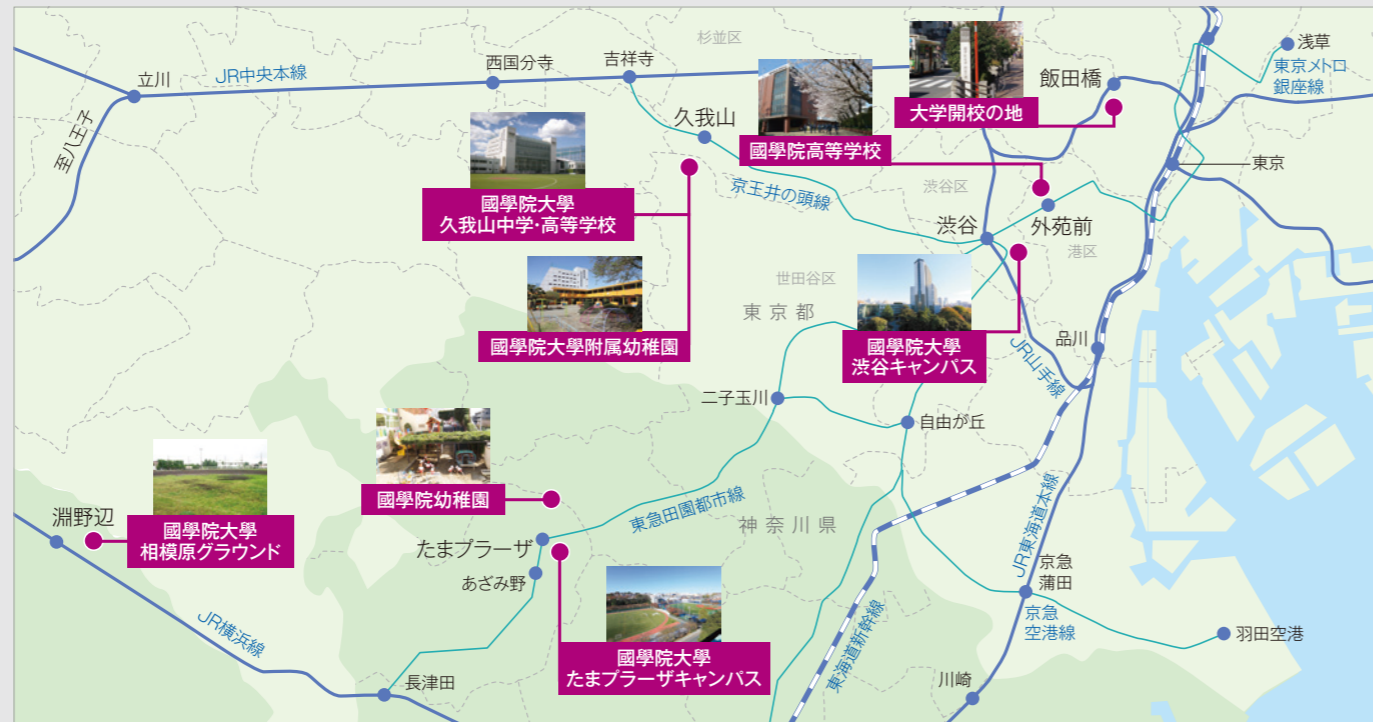 杉並区
浅草
東京メトロ
銀座線
立川
JR中央本線
西国分寺
吉祥寺
飯田橋
至八王子
久我山
大学開校の地
國學院高等学校
東京
國學院大學
久我山中学・高等学校
京王井の頭線
渋谷区
渋谷
外苑前
港区
世田谷区
東京都
國學院大學附属幼稚園
國學院大學
渋谷キャンパス
JR山手線
品川
二子玉川
自由が丘
國學院幼稚園
東急田園都市線
神奈川県
淵野辺
國學院大學
相模原グラウンド
たまプラーザ
あざみ野
JR東海道本線
京急
蒲田
京急
空港線
羽田空港
JR横浜線
國學院大學
たまプラーザキャンパス
東海道新幹線
長津田
川崎